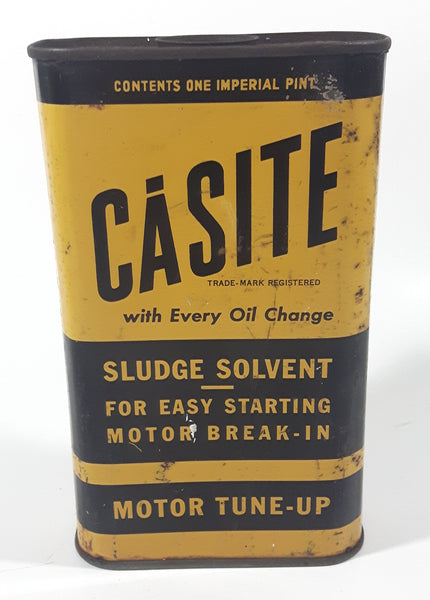 CONTENTS ONE IMPERIAL PINT
CÁSITE
TRADE-MARK REGISTERED
with Every Oil Change
SLUDGE SOLVENT
FOR EASY STARTING
MOTOR BREAK-IN
MOTOR TUNE-UP